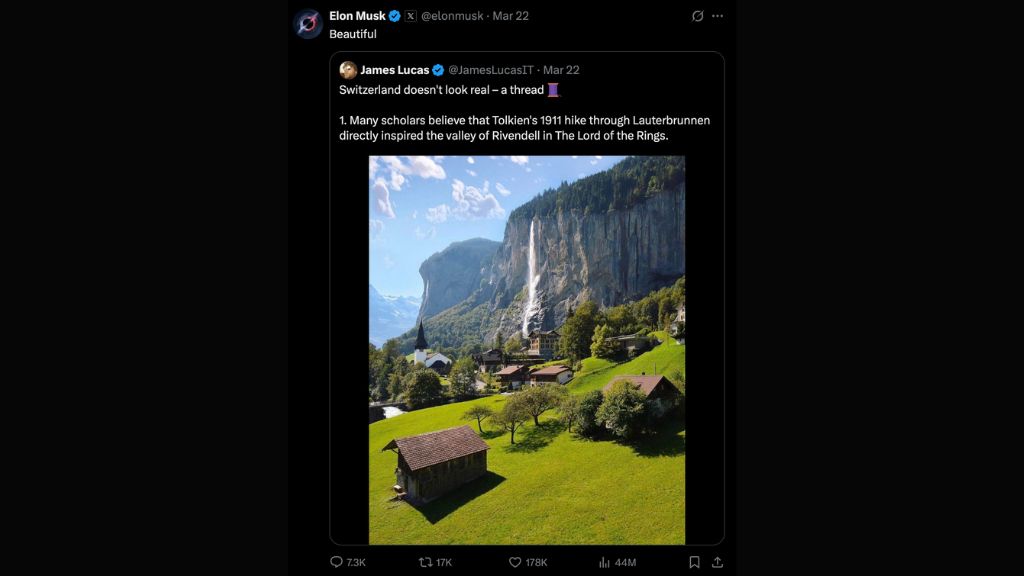 Elon Musk @elonmusk · Mar 22
Beautiful
James Lucas @JamesLucasIT · Mar 22
Switzerland doesn't look real – a thread 🧵
1. Many scholars believe that Tolkien's 1911 hike through Lauterbrunnen
directly inspired the valley of Rivendell in The Lord of the Rings.
7.3K 17K 178K 44M